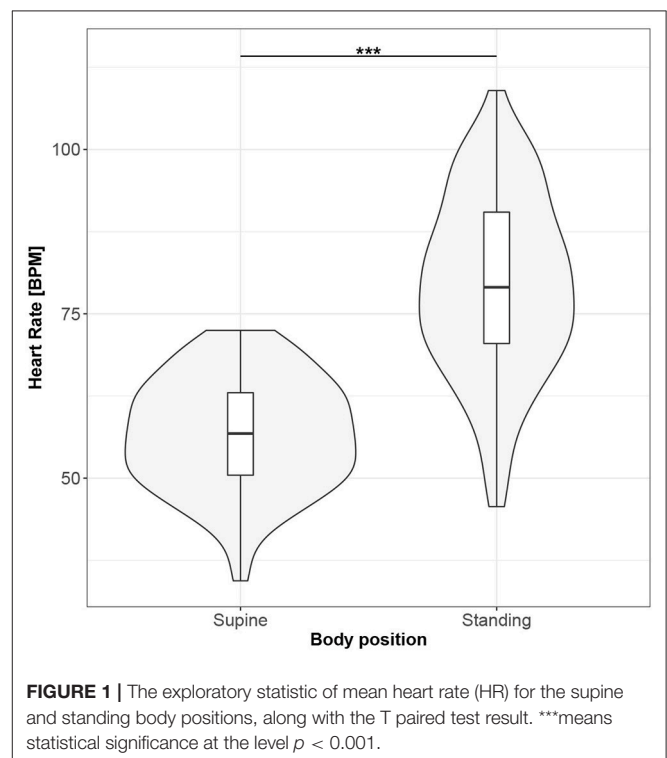 ***
100
75
50
Heart Rate [BPM]
Supine
Standing
Body position
FIGURE 1 | The exploratory statistic of mean heart rate (HR) for the supine
and standing body positions, along with the T paired test result. ***means
statistical significance at the level p < 0.001.